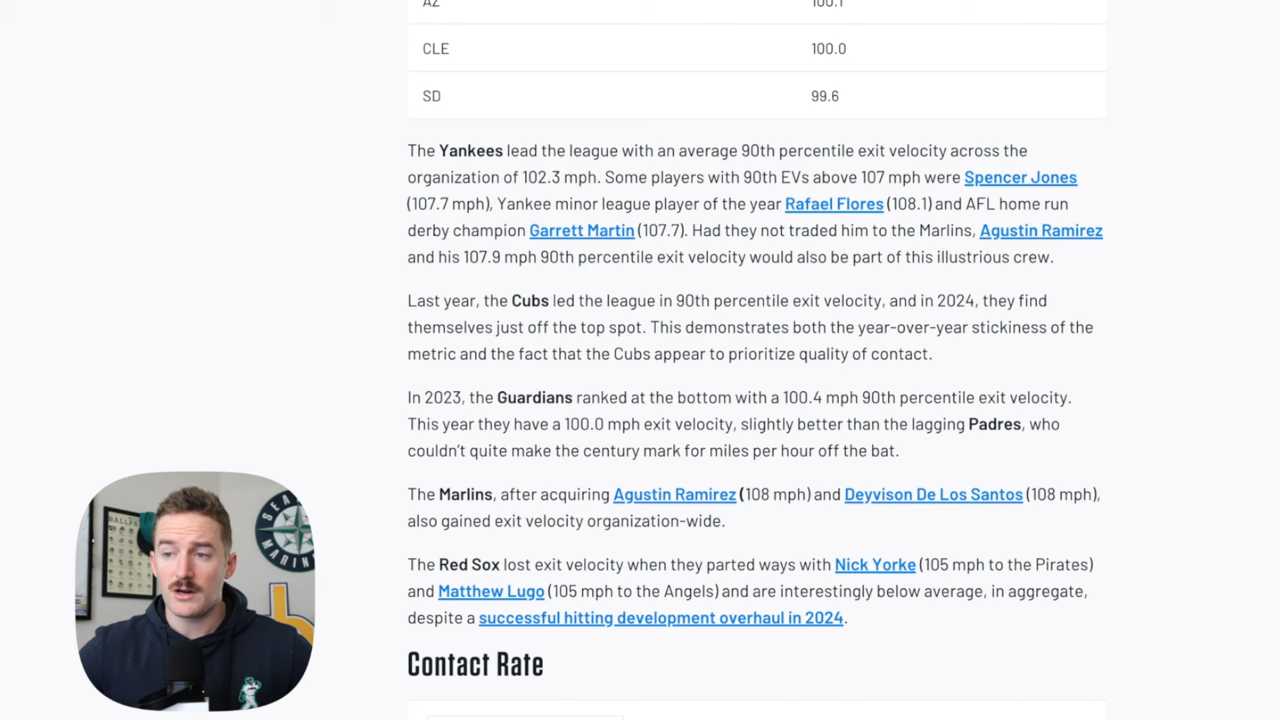 AZ 100.1
CLE 100.0
SD 99.6
The Yankees lead the league with an average 90th percentile exit velocity across the
organization of 102.3 mph. Some players with 90th EVs above 107 mph were Spencer Jones
(107.7 mph), Yankee minor league player of the year Rafael Flores (108.1) and AFL home run
derby champion Garrett Martin (107.7). Had they not traded him to the Marlins, Agustin Ramirez
and his 107.9 mph 90th percentile exit velocity would also be part of this illustrious crew.
Last year, the Cubs led the league in 90th percentile exit velocity, and in 2024, they find
themselves just off the top spot. This demonstrates both the year-over-year stickiness of the
metric and the fact that the Cubs appear to prioritize quality of contact.
In 2023, the Guardians ranked at the bottom with a 100.4 mph 90th percentile exit velocity.
This year they have a 100.0 mph exit velocity, slightly better than the lagging Padres, who
couldn’t quite make the century mark for miles per hour off the bat.
The Marlins, after acquiring Agustin Ramirez (108 mph) and Deyvison De Los Santos (108 mph),
also gained exit velocity organization-wide.
The Red Sox lost exit velocity when they parted ways with Nick Yorke (105 mph to the Pirates)
and Matthew Lugo (105 mph to the Angels) and are interestingly below average, in aggregate,
despite a successful hitting development overhaul in 2024.
Contact Rate
BALLPA
SEA
MARIN